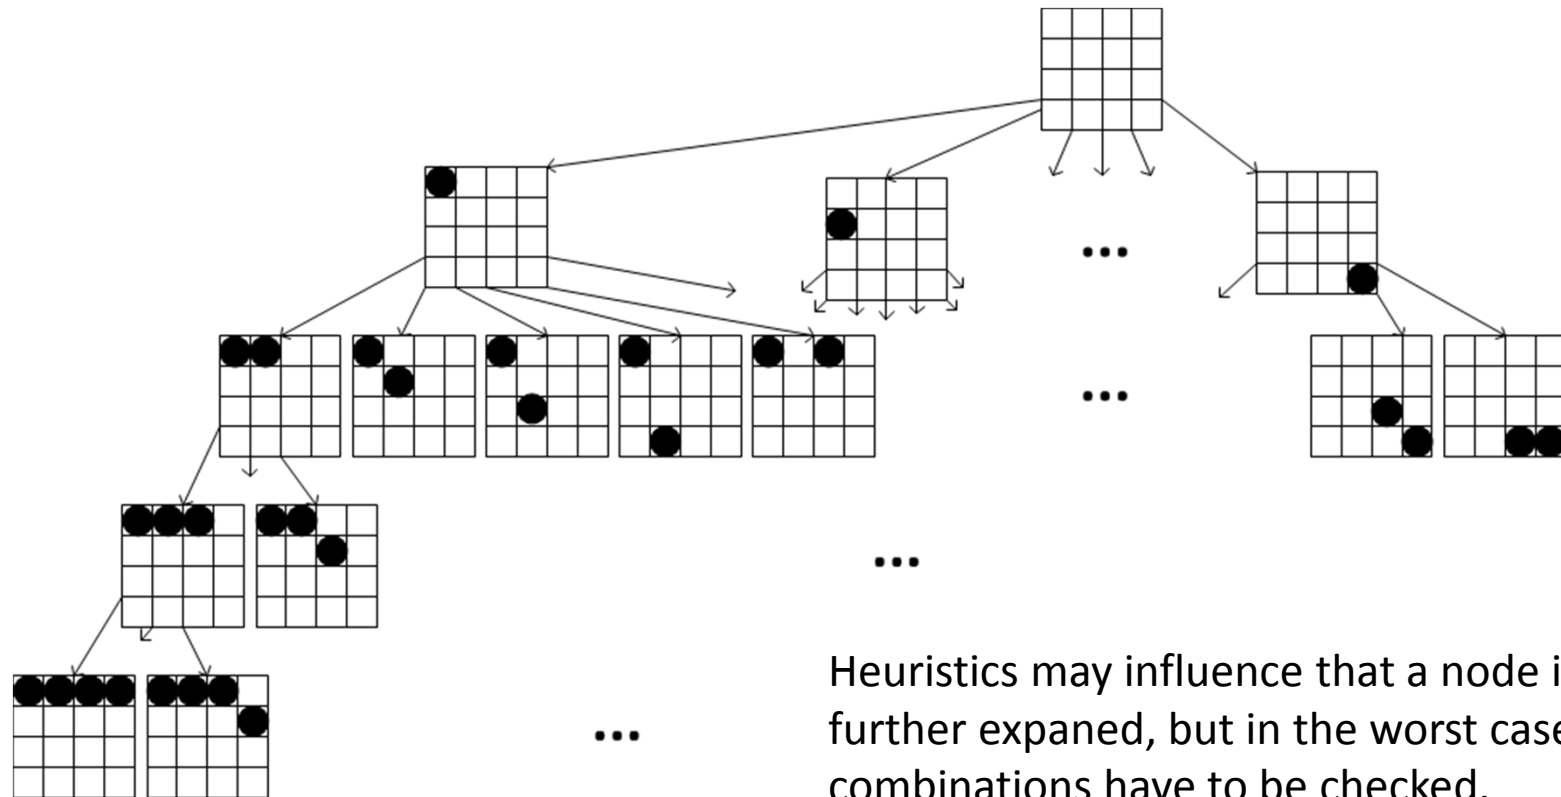 Heuristics may influence that a node i
further expaned, but in the worst case
combinations have to be checked.